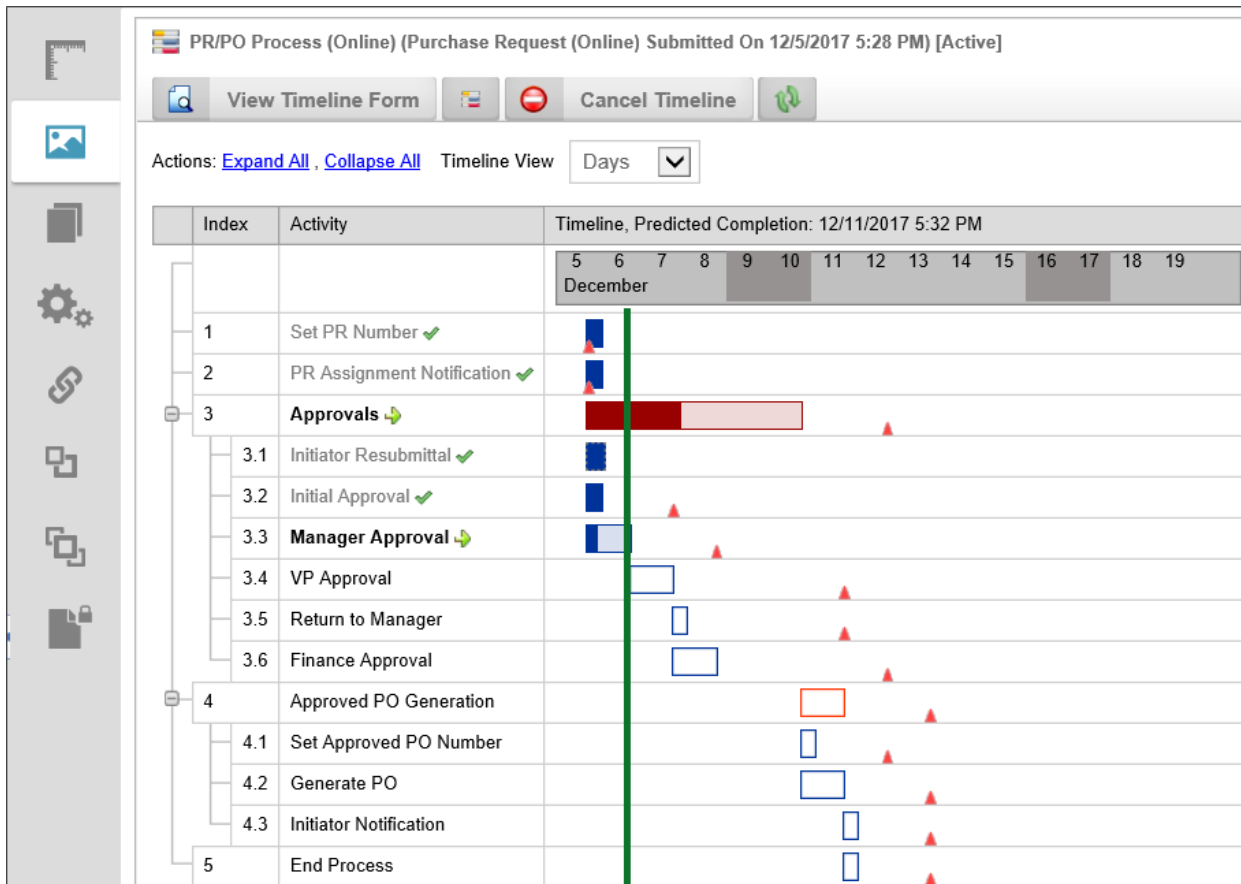 PR/PO Process (Online) (Purchase Request (Online) Submitted On 12/5/2017 5:28 PM) [Active]
View Timeline Form Cancel Timeline
Actions: Expand All , Collapse All Timeline View Days
Index Activity Timeline, Predicted Completion: 12/11/2017 5:32 PM
5 6 7 8 9 10 11 12 13 14 15 16 17 18 19
December
1 Set PR Number
2 PR Assignment Notification
3 Approvals
3.1 Initiator Resubmittal
3.2 Initial Approval
3.3 Manager Approval
3.4 VP Approval
3.5 Return to Manager
3.6 Finance Approval
4 Approved PO Generation
4.1 Set Approved PO Number
4.2 Generate PO
4.3 Initiator Notification
5 End Process